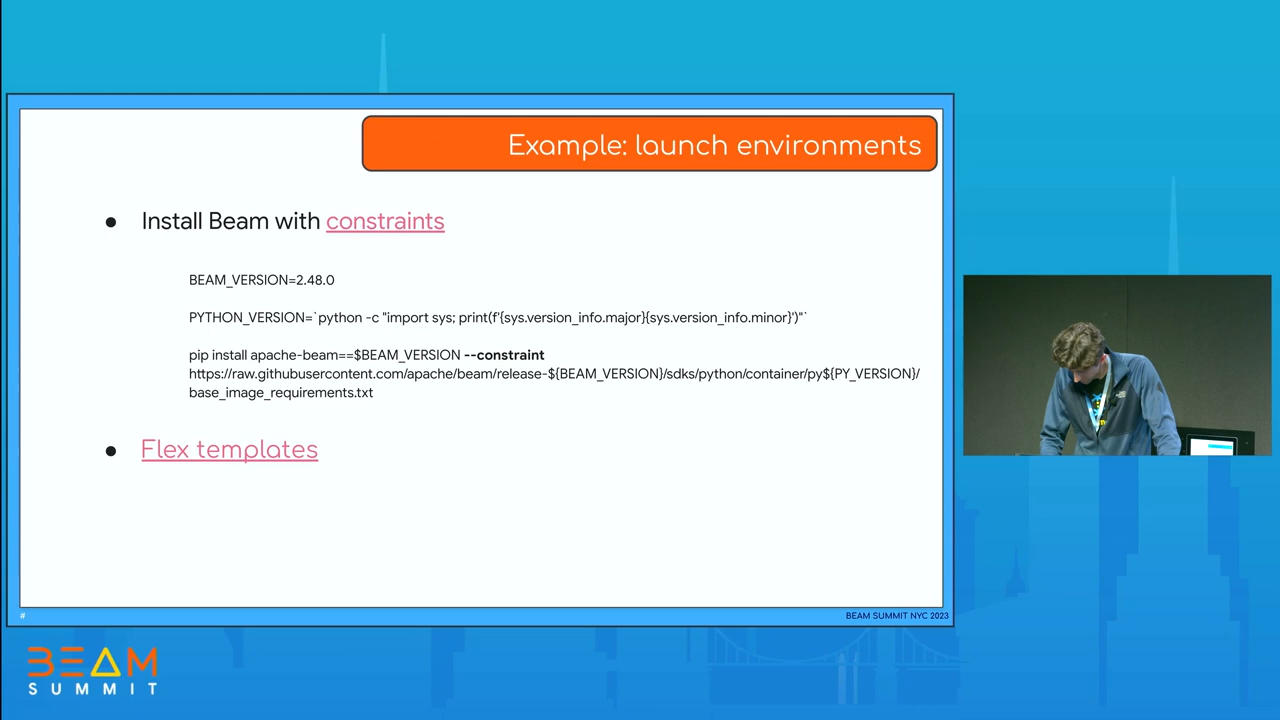 Example: launch environments
● Install Beam with constraints
BEAM_VERSION=2.48.0
PYTHON_VERSION=`python -c "import sys; print(f'{sys.version_info.major}{sys.version_info.minor}')"`
pip install apache-beam==$BEAM_VERSION --constraint
https://raw.githubusercontent.com/apache/beam/release-${BEAM_VERSION}/sdks/python/container/py${PY_VERSION}/
base_image_requirements.txt
● Flex templates
#
BEAM SUMMIT NYC 2023
BEAM
SUMMIT